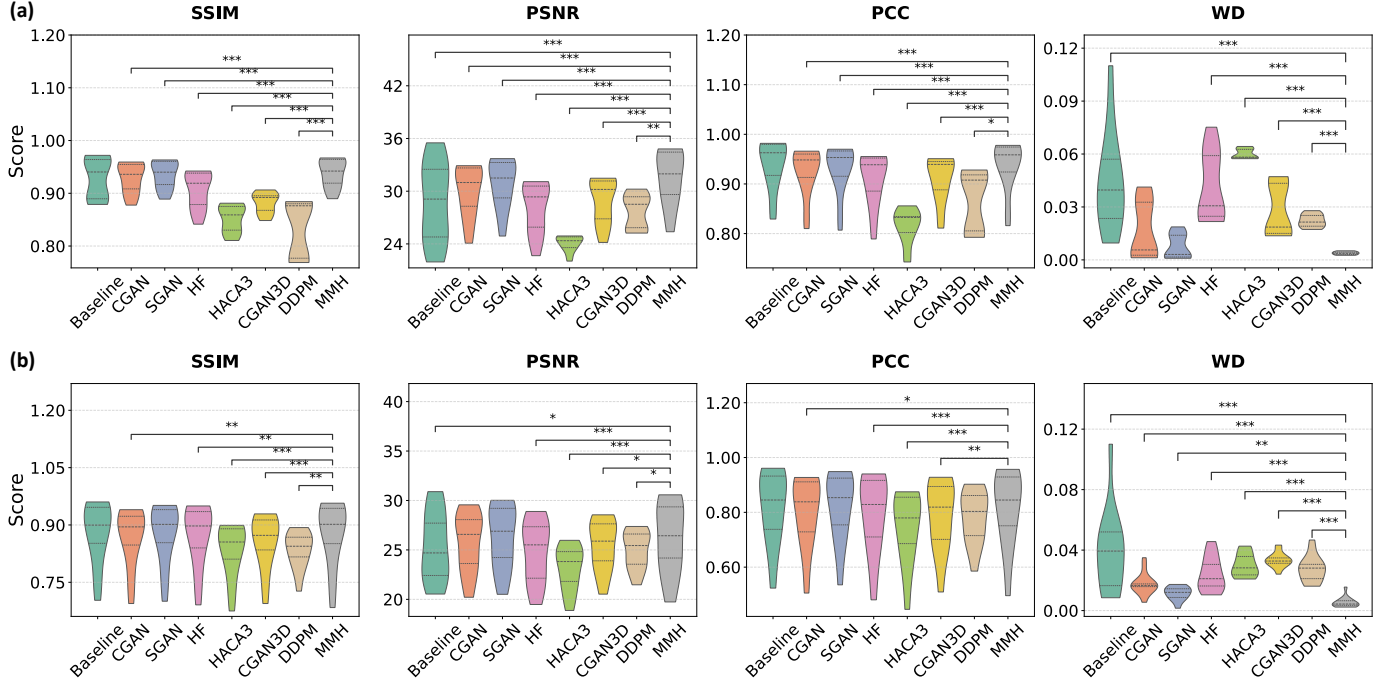 (a)
SSIM
Score
1.20
1.10
1.00
0.90
0.80
***
***
***
***
***
***
Baseline
CGAN
SGAN
HF
HACA3
CGAN3D
DDPM
MMH
PSNR
42
36
30
24
***
***
***
***
***
***
**
Baseline
CGAN
SGAN
HF
HACA3
CGAN3D
DDPM
MMH
PCC
1.20
1.10
1.00
0.90
0.80
***
***
***
***
***
*
Baseline
CGAN
SGAN
HF
HACA3
CGAN3D
DDPM
MMH
WD
0.12
0.09
0.06
0.03
0.00
***
***
***
***
***
Baseline
CGAN
SGAN
HF
HACA3
CGAN3D
DDPM
MMH
(b)
SSIM
Score
1.20
1.05
0.90
0.75
**
**
***
***
**
Baseline
CGAN
SGAN
HF
HACA3
CGAN3D
DDPM
MMH
PSNR
40
35
30
25
20
*
***
***
*
*
Baseline
CGAN
SGAN
HF
HACA3
CGAN3D
DDPM
MMH
PCC
1.20
1.00
0.80
0.60
*
***
***
**
Baseline
CGAN
SGAN
HF
HACA3
CGAN3D
DDPM
MMH
WD
0.12
0.08
0.04
0.00
***
***
**
***
***
***
***
Baseline
CGAN
SGAN
HF
HACA3
CGAN3D
DDPM
MMH